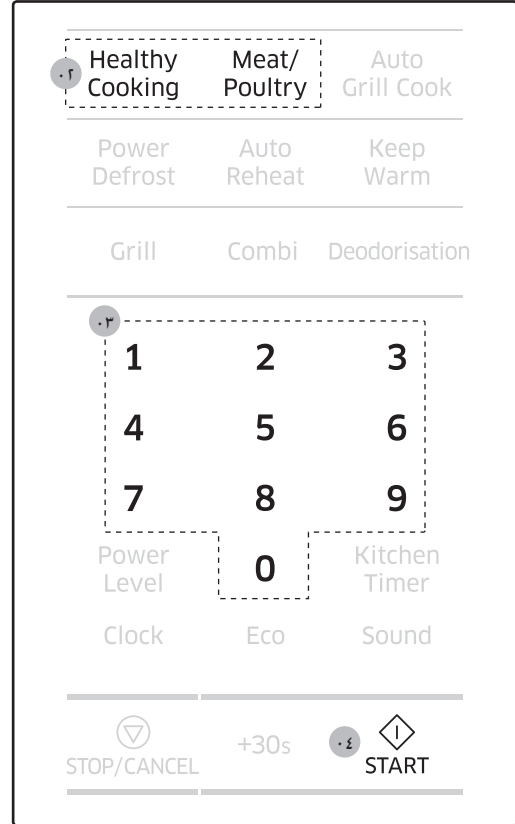 Healthy Cooking Meat/ Poultry Auto Grill Cook
٠٢
Power Defrost Auto Reheat Keep Warm
Grill Combi Deodorisation
٠٣
1 2 3
4 5 6
7 8 9
Power Level 0 Kitchen Timer
Clock Eco Sound
STOP/CANCEL +30s ٠٤ START